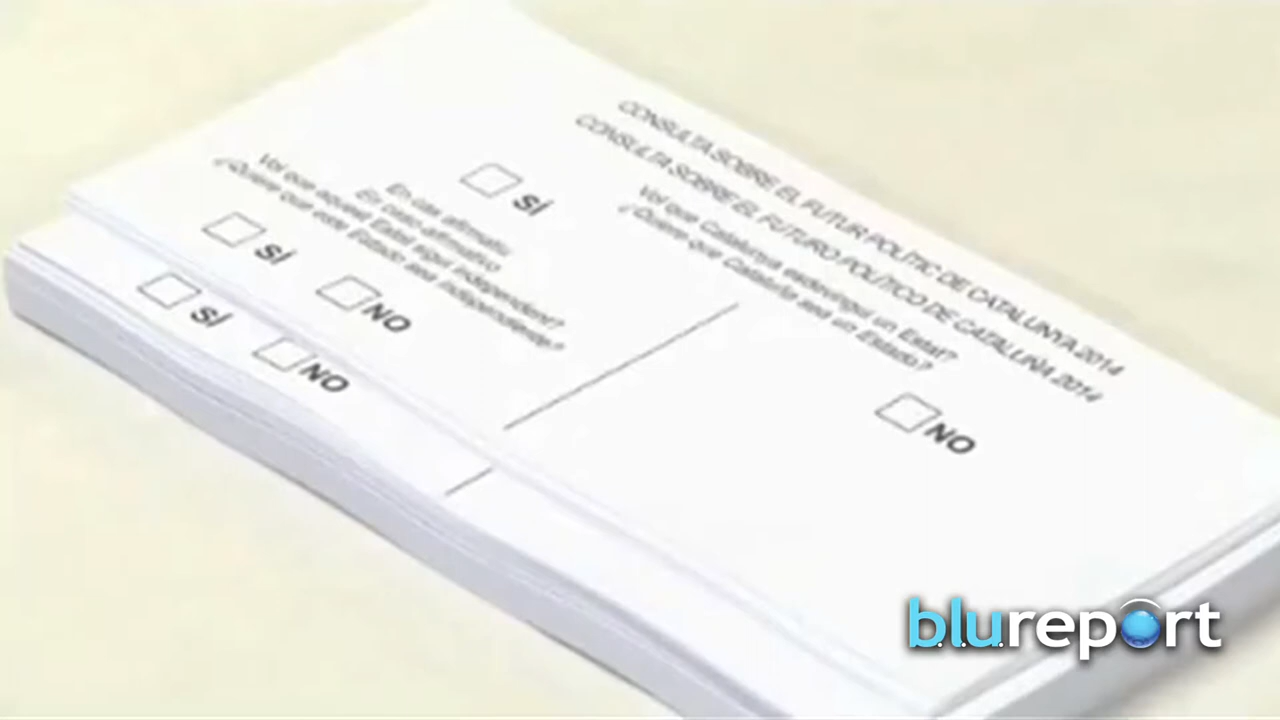 CONSULTA SOBRE EL FUTUR POLÍTIC DE CATALUNYA 2014
CONSULTA SOBRE EL FUTURO POLÍTICO DE CATALUÑA 2014
Vol que Catalunya esdevingui un Estat?
¿Quiere que Cataluña sea un Estado?
SÍ
NO
En cas afirmatiu
En caso afirmativo
Vol que aquest Estat sigui independent?
¿Quiere que este Estado sea independiente?
SÍ
NO
SÍ
NO
b.l.u.report